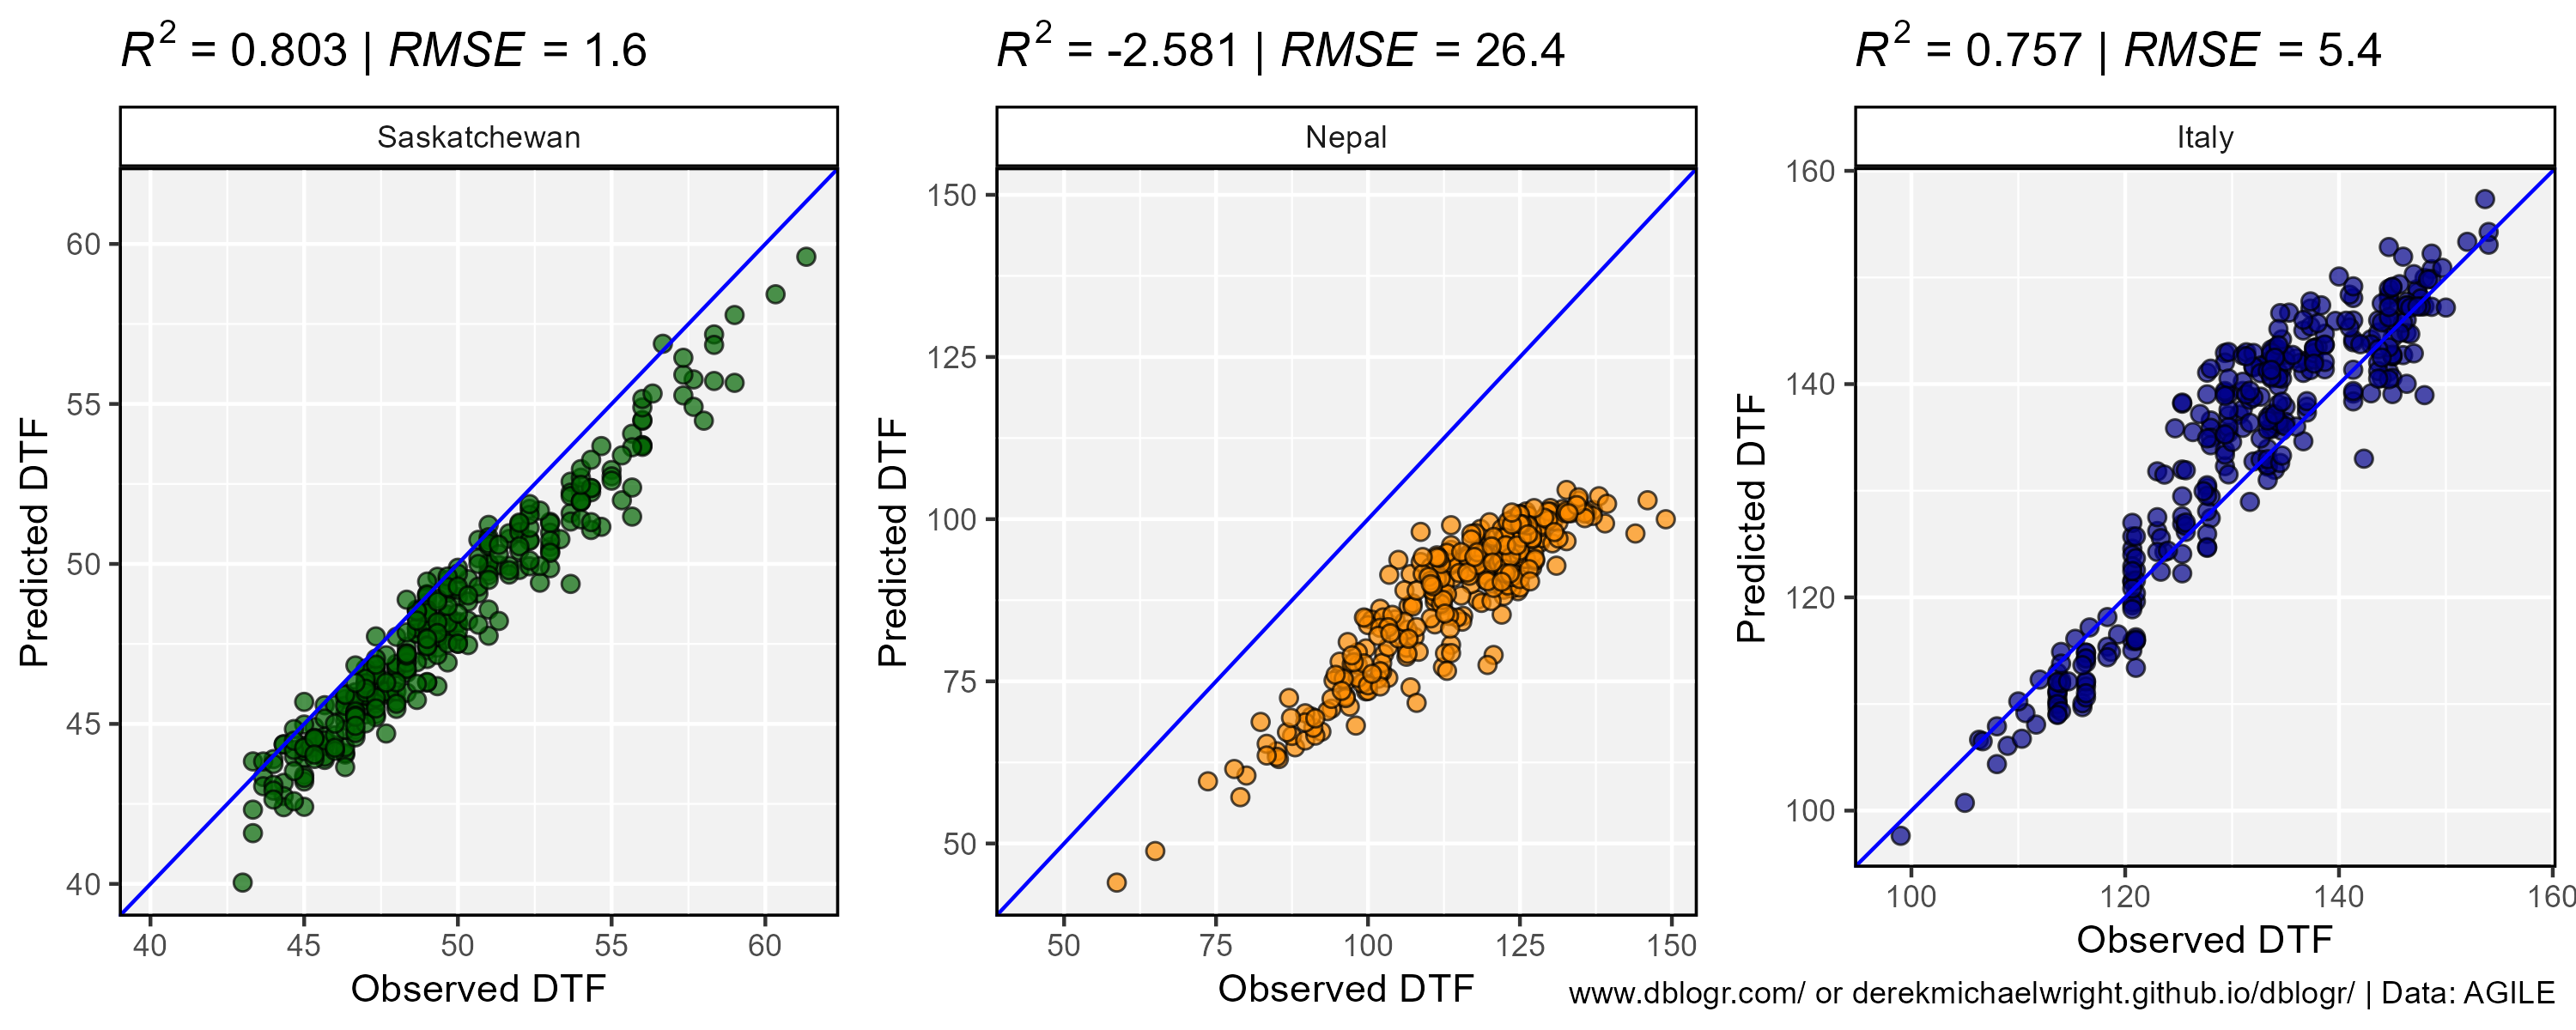 R² = 0.803 | RMSE = 1.6
Saskatchewan
Predicted DTF
60
55
50
45
40
40 45 50 55 60
Observed DTF
R² = -2.581 | RMSE = 26.4
Nepal
Predicted DTF
150
125
100
75
50
50 75 100 125 150
Observed DTF
R² = 0.757 | RMSE = 5.4
Italy
Predicted DTF
160
140
120
100
100 120 140 160
Observed DTF
www.dblogr.com/ or derekmichaelwright.github.io/dblogr/ | Data: AGILE